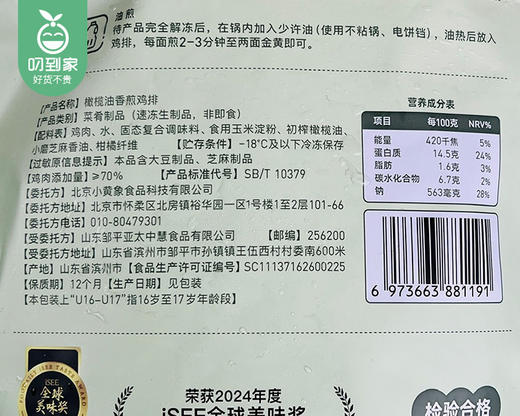 叨到家
好货不贵
油煎
待产品完全解冻后，在锅内加入少许油（使用不粘锅、电饼铛），油热后放入
鸡排，每面煎2-3分钟至两面金黄即可。
【产品名称】橄榄油香煎鸡排
【产品类别】菜肴制品（速冻生制品，非即食）
【配料表】鸡肉、水、固态复合调味料、食用玉米淀粉、初榨橄榄油、
小磨芝麻香油、柑橘纤维 【贮存条件】-18°C及以下冷冻保存
【过敏原信息提示】本品含大豆制品、芝麻制品
【鸡肉添加量】≥70% 【产品标准代号】SB/T 10379
【委托方】北京小黄象食品科技有限公司
【委托方地址】北京市怀柔区北房镇裕华园一区1号楼1至2层101-66
【委托方电话】010-80479301
【受委托方】山东邹平亚太中慧食品有限公司 【邮编】256200
【受委托方地址】山东省滨州市邹平市孙镇镇王伍西村村委南600米
【产地】山东省滨州市【食品生产许可证编号】SC11137162600225
【保质期】12个月【生产日期】见包装
【本包装上“U16-U17”指16岁至17岁年龄段】
营养成分表
项目 每100克 NRV%
能量 420千焦 5%
蛋白质 14.5克 24%
脂肪 1.6克 3%
碳水化合物 6.7克 2%
钠 563毫克 28%
6 973663 881191
iSEE
全球
美味奖
荣获2024年度
iSEE全球美味奖
检验合格